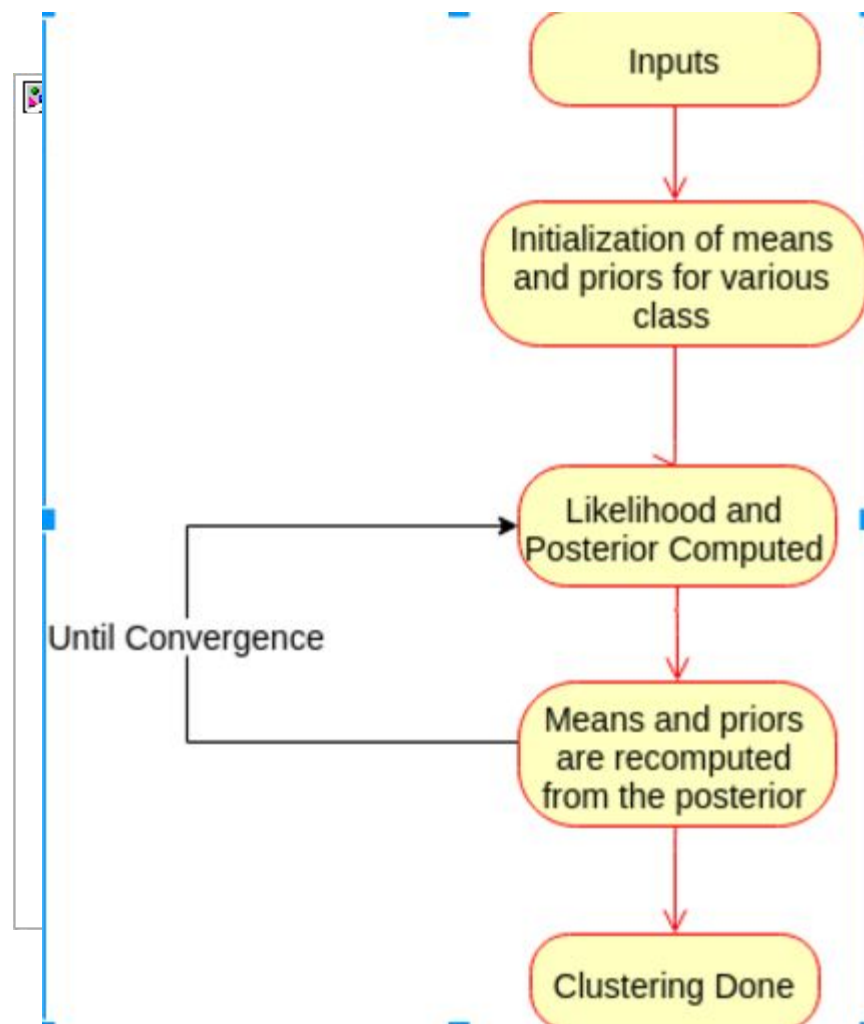 Inputs
Initialization of means
and priors for various
class
Likelihood and
Posterior Computed
Until Convergence
Means and priors
are recomputed
from the posterior
Clustering Done